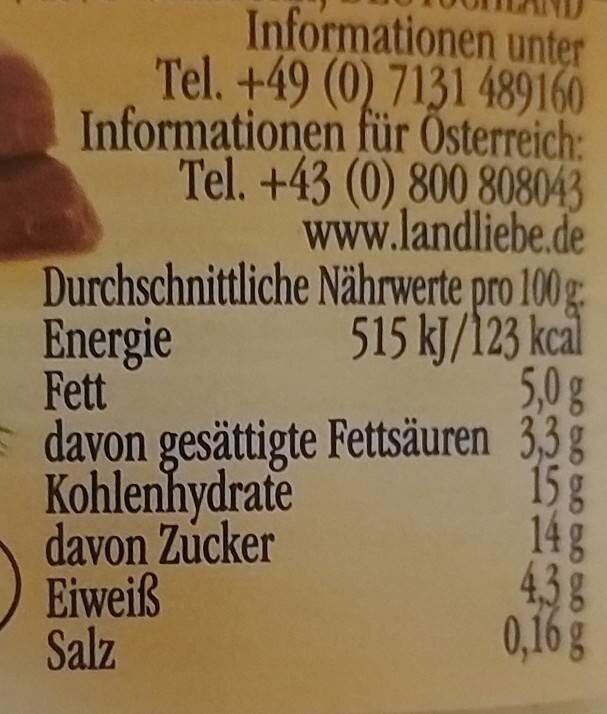 DEUTSCHLAND
Informationen unter
Tel. +49 (0) 7131 489160
Informationen für Österreich:
Tel. +43 (0) 800 808043
www.landliebe.de
Durchschnittliche Nährwerte pro 100 g:
Energie 515 kJ/123 kcal
Fett 5,0 g
davon gesättigte Fettsäuren 3,3 g
Kohlenhydrate 15 g
davon Zucker 14 g
Eiweiß 4,3 g
Salz 0,16 g